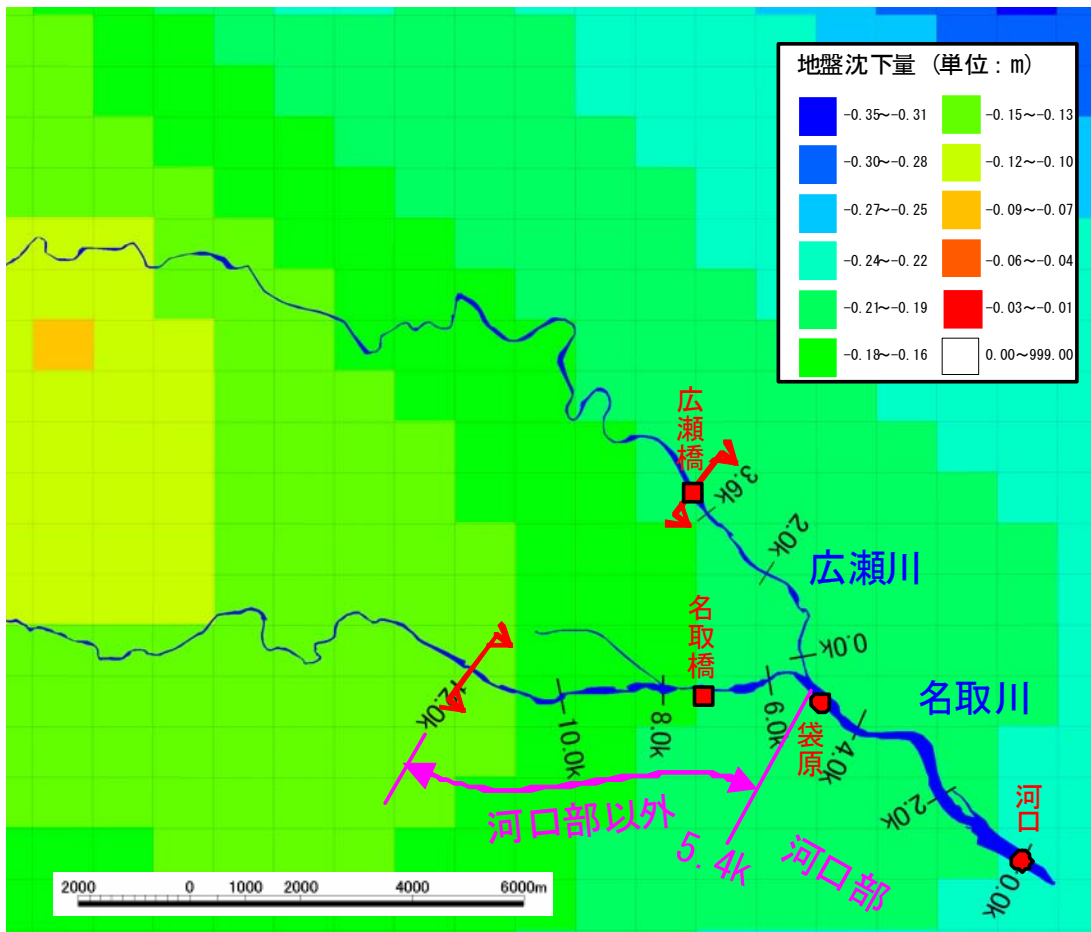 地盤沈下量 (単位：m)
-0.35～-0.31
-0.30～-0.28
-0.27～-0.25
-0.24～-0.22
-0.21～-0.19
-0.18～-0.16
-0.15～-0.13
-0.12～-0.10
-0.09～-0.07
-0.06～-0.04
-0.03～-0.01
0.00～999.00
広瀬橋
3.6k
2.0k
広瀬川
0.0k
名取橋
名取川
12.0k
10.0k
8.0k
6.0k
袋原
4.0k
2.0k
河口
0.0k
河口部以外
5.4k
河口部
2000 0 1000 2000 4000 6000m